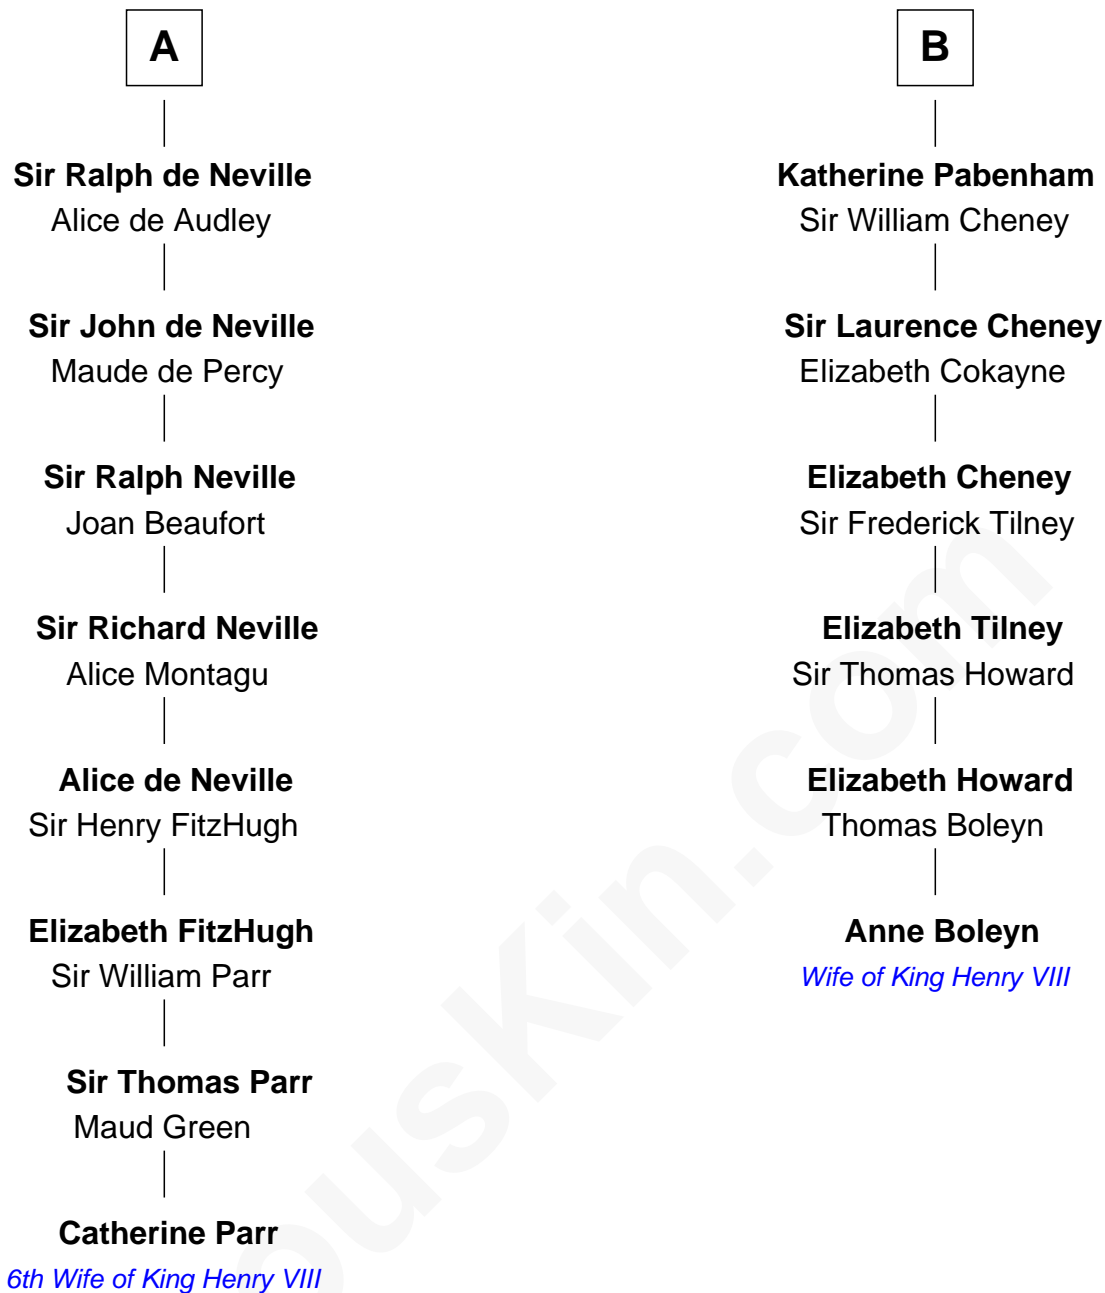 A
Sir Ralph de Neville
Alice de Audley
Sir John de Neville
Maude de Percy
Sir Ralph Neville
Joan Beaufort
Sir Richard Neville
Alice Montagu
Alice de Neville
Sir Henry FitzHugh
Elizabeth FitzHugh
Sir William Parr
Sir Thomas Parr
Maud Green
Catherine Parr
6th Wife of King Henry VIII
B
Katherine Pabenham
Sir William Cheney
Sir Laurence Cheney
Elizabeth Cokayne
Elizabeth Cheney
Sir Frederick Tilney
Elizabeth Tilney
Sir Thomas Howard
Elizabeth Howard
Thomas Boleyn
Anne Boleyn
Wife of King Henry VIII
ousKin.com